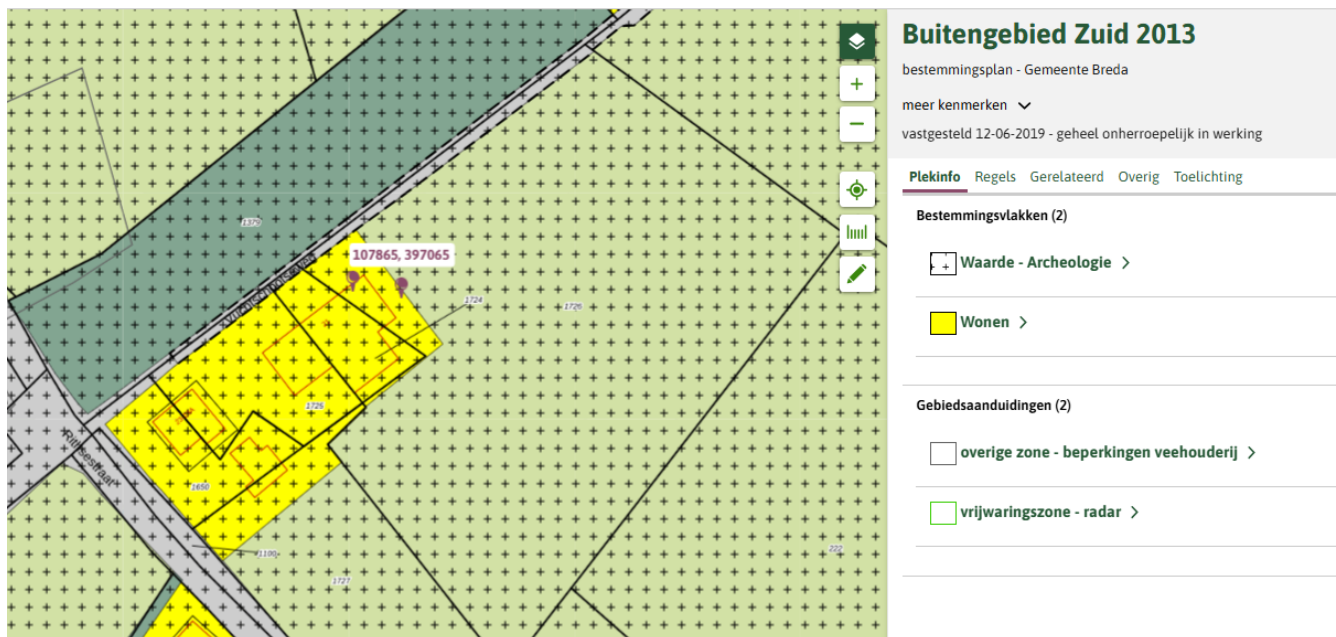 1379
107865, 397065
1724
1726
1725
Rithsestraat
1650
1100
1727
222
+
−
Buitengebied Zuid 2013
bestemmingsplan - Gemeente Breda
meer kenmerken
vastgesteld 12-06-2019 - geheel onherroepelijk in werking
Plekinfo Regels Gerelateerd Overig Toelichting
Bestemmingsvlakken (2)
Waarde - Archeologie
Wonen
Gebiedsaanduidingen (2)
overige zone - beperkingen veehouderij
vrijwaringszone - radar